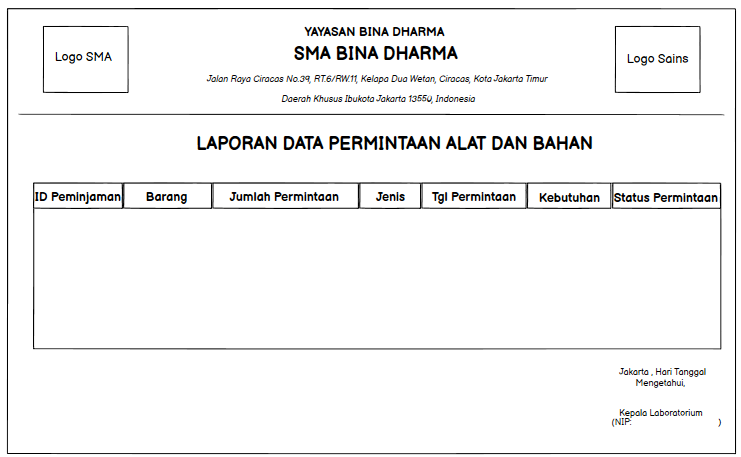 YAYASAN BINA DHARMA
Logo SMA
SMA BINA DHARMA
Logo Sains
Jalan Raya Ciracas No.39, RT.6/RW.11, Kelapa Dua Wetan, Ciracas, Kota Jakarta Timur
Daerah Khusus Ibukota Jakarta 13550, Indonesia
LAPORAN DATA PERMINTAAN ALAT DAN BAHAN
ID Peminjaman Barang Jumlah Permintaan Jenis Tgl Permintaan Kebutuhan Status Permintaan
Jakarta , Hari Tanggal
Mengetahui,
Kepala Laboratorium
(NIP: )